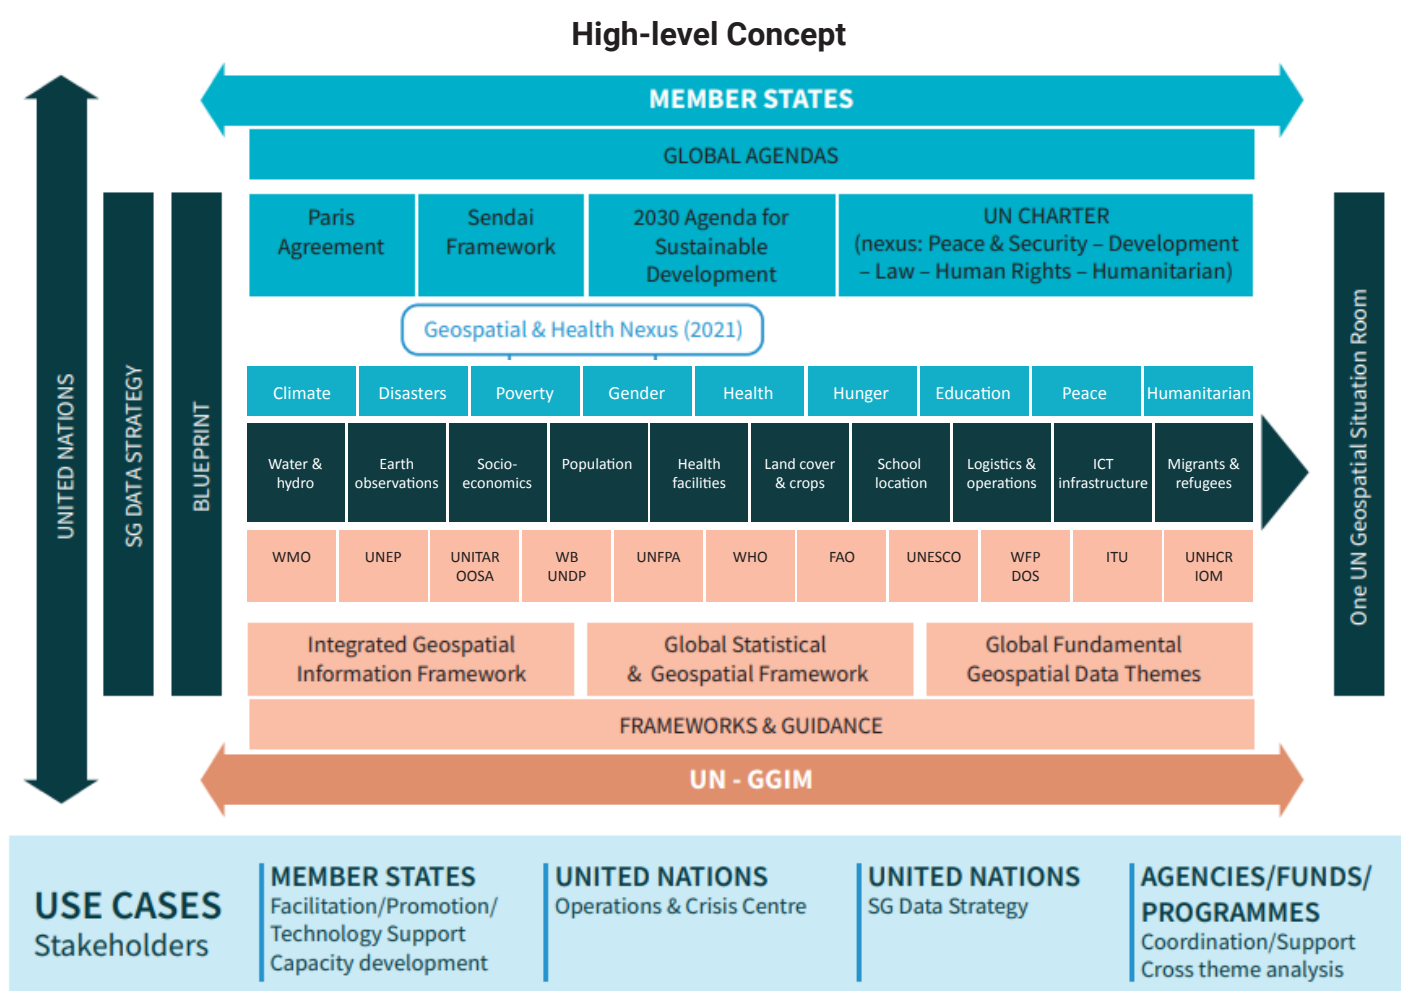 High-level Concept
MEMBER STATES
GLOBAL AGENDAS
Paris
Agreement
Sendai
Framework
2030 Agenda for
Sustainable
Development
UN CHARTER
(nexus: Peace & Security – Development
– Law – Human Rights – Humanitarian)
Geospatial & Health Nexus (2021)
UNITED NATIONS
SG DATA STRATEGY
BLUEPRINT
Climate
Disasters
Poverty
Gender
Health
Hunger
Education
Peace
Humanitarian
Water &
hydro
Earth
observations
Socio-
economics
Population
Health
facilities
Land cover
& crops
School
location
Logistics &
operations
ICT
infrastructure
Migrants &
refugees
One UN Geospatial Situation Room
WMO
UNEP
UNITAR
OOSA
WB
UNDP
UNFPA
WHO
FAO
UNESCO
WFP
DOS
ITU
UNHCR
IOM
Integrated Geospatial
Information Framework
Global Statistical
& Geospatial Framework
Global Fundamental
Geospatial Data Themes
FRAMEWORKS & GUIDANCE
UN - GGIM
USE CASES
Stakeholders
MEMBER STATES
Facilitation/Promotion/
Technology Support
Capacity development
UNITED NATIONS
Operations & Crisis Centre
UNITED NATIONS
SG Data Strategy
AGENCIES/FUNDS/
PROGRAMMES
Coordination/Support
Cross theme analysis